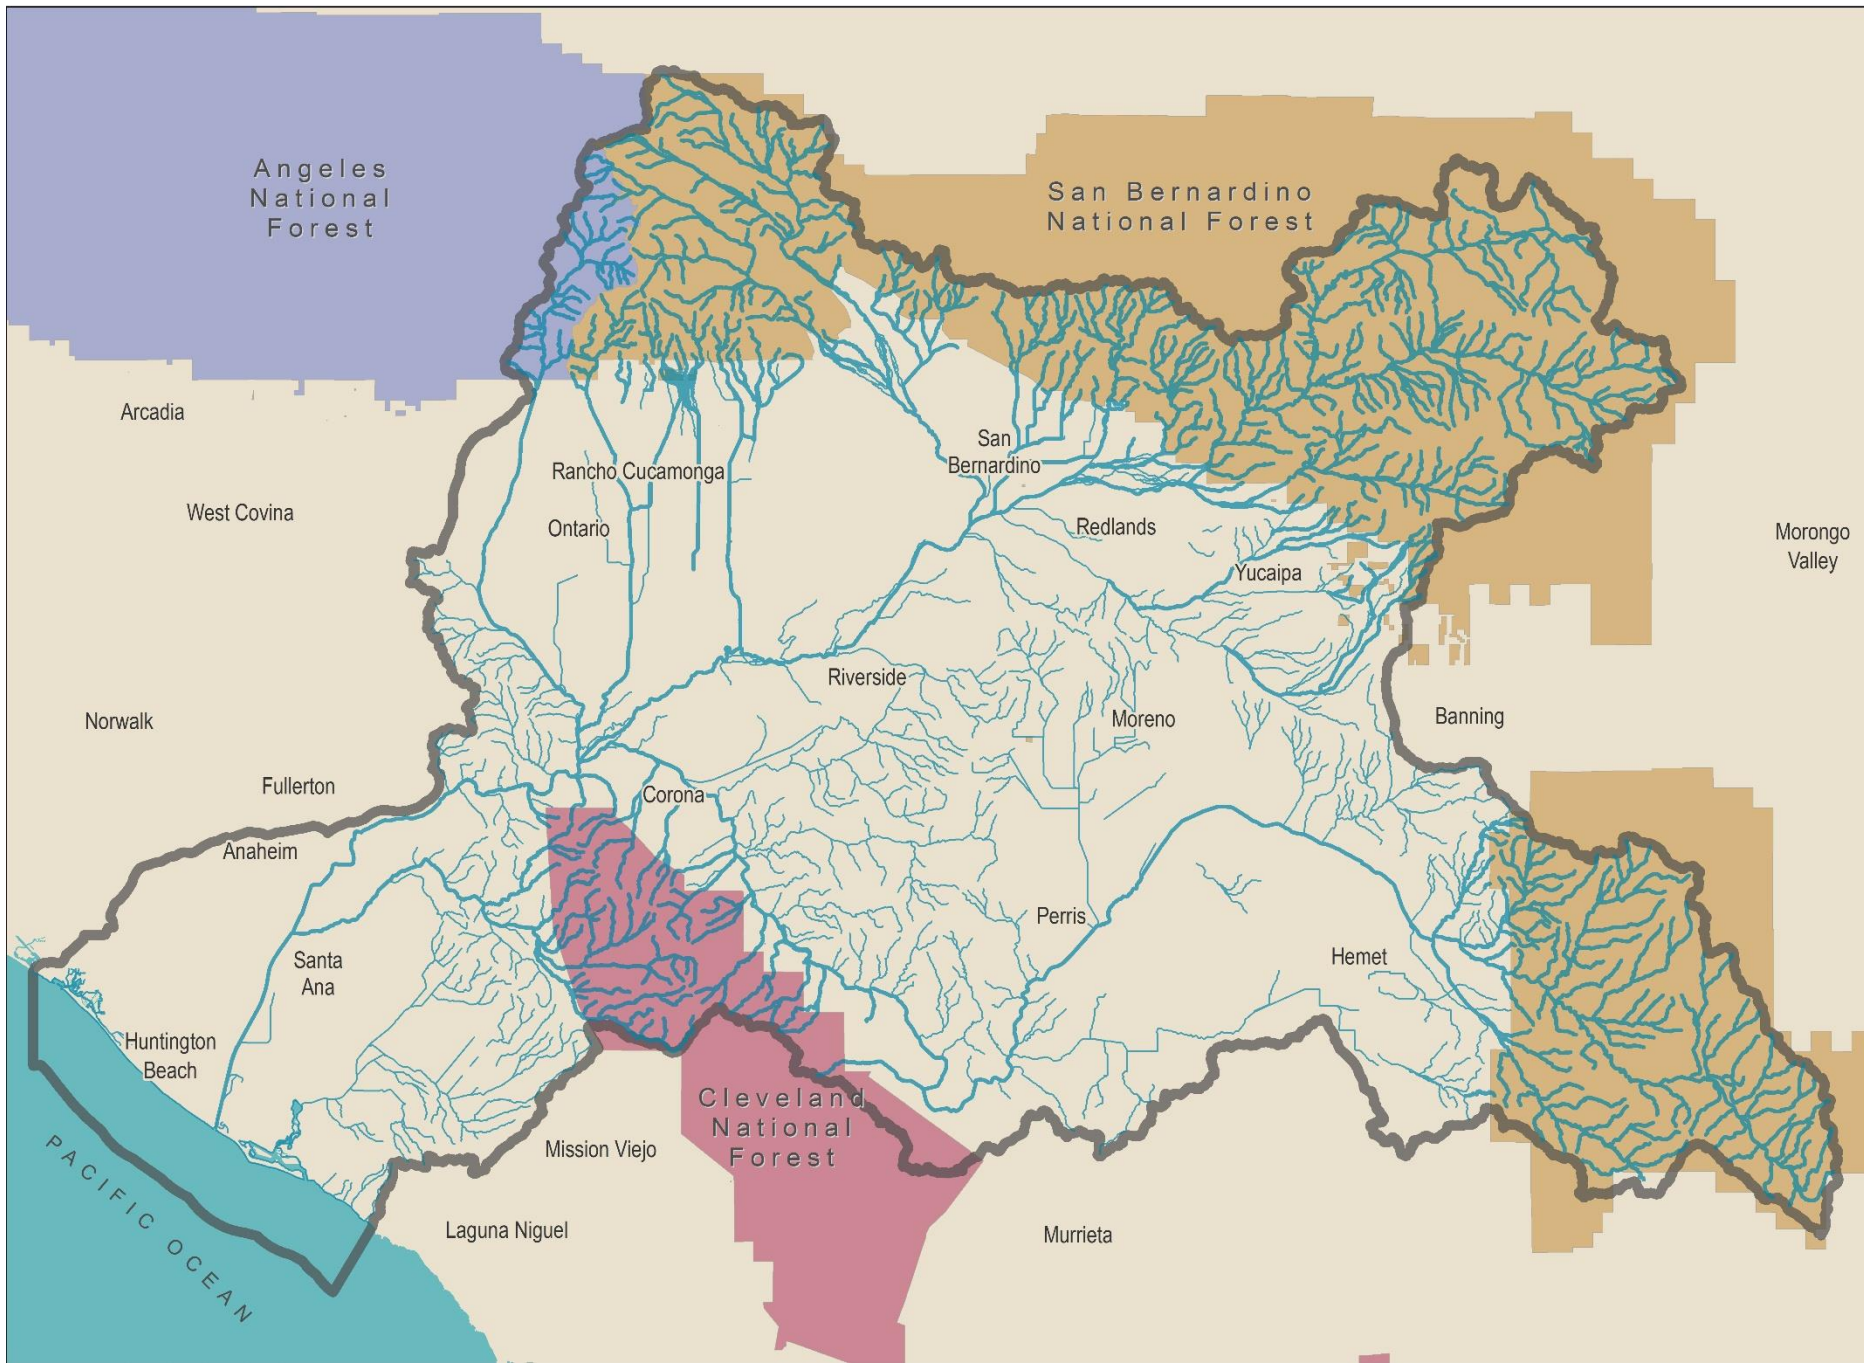 Angeles
National
Forest
San Bernardino
National Forest
Arcadia
San
Bernardino
Rancho Cucamonga
West Covina
Ontario
Redlands
Morongo
Valley
Yucaipa
Riverside
Norwalk
Moreno
Banning
Fullerton
Corona
Anaheim
Perris
Santa
Ana
Hemet
Huntington
Beach
Cleveland
National
Forest
Mission Viejo
PACIFIC OCEAN
Laguna Niguel
Murrieta